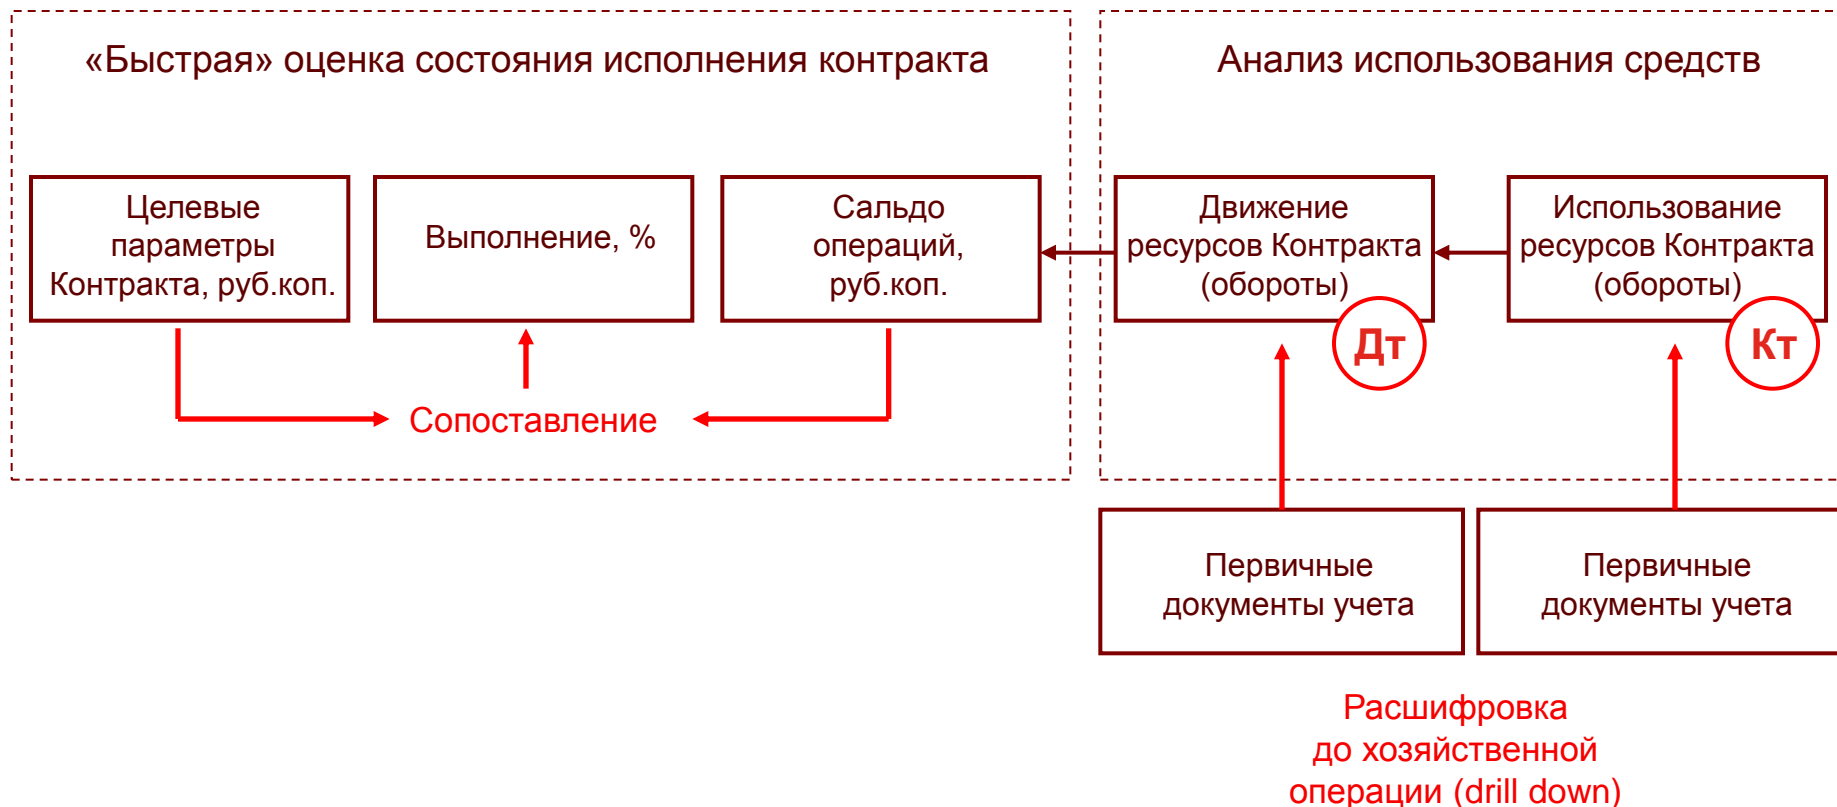 «Быстрая» оценка состояния исполнения контракта
Анализ использования средств
Целевые
параметры
Контракта, руб.коп.
Выполнение, %
Сальдо
операций,
руб.коп.
Движение
ресурсов Контракта
(обороты)
Дт
Использование
ресурсов Контракта
(обороты)
Кт
Сопоставление
Первичные
документы учета
Первичные
документы учета
Расшифровка
до хозяйственной
операции (drill down)